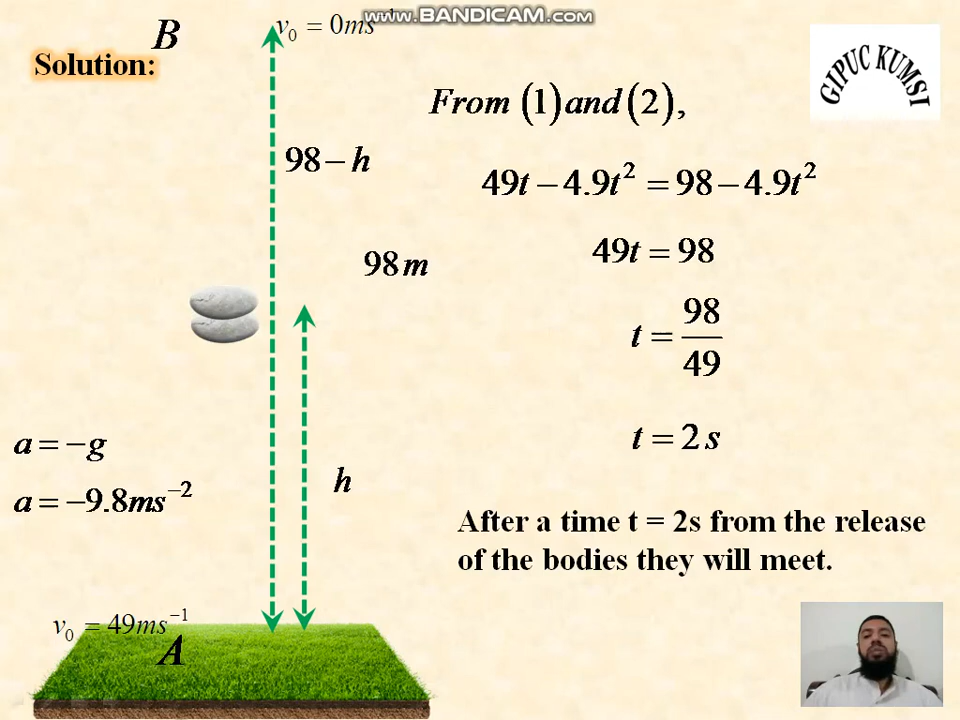 WWW.BANDICAM.COM
B
v₀ = 0ms⁻¹
Solution:
GIPUC KUMSI
From (1) and (2),
98 – h
49t – 4.9t² = 98 – 4.9t²
49t = 98
98 m
t = 98/49
t = 2 s
a = –g
h
a = –9.8ms⁻²
After a time t = 2s from the release
of the bodies they will meet.
v₀ = 49ms⁻¹
A